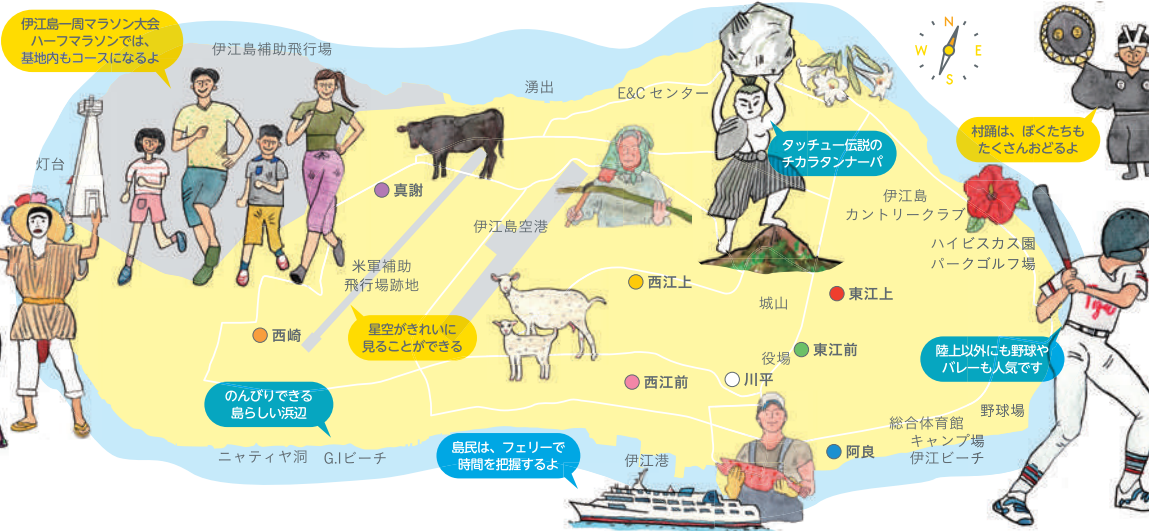 伊江島一周マラソン大会
ハーフマラソンでは、
基地内もコースになるよ
伊江島補助飛行場
湧出
E&Cセンター
N
W
E
S
村踊は、ぼくたちも
たくさんおどるよ
タッチュー伝説の
チカラタンナーパ
灯台
真謝
伊江島
カントリークラブ
ハイビスカス園
パークゴルフ場
伊江島空港
米軍補助
飛行場跡地
西江上
城山
東江上
西崎
星空がきれいに
見ることができる
役場
東江前
陸上以外にも野球や
バレーも人気です
Tga
西江前
川平
のんびりできる
島らしい浜辺
野球場
総合体育館
キャンプ場
伊江ビーチ
ニャティヤ洞
G.Iビーチ
島民は、フェリーで
時間を把握するよ
伊江港
阿良